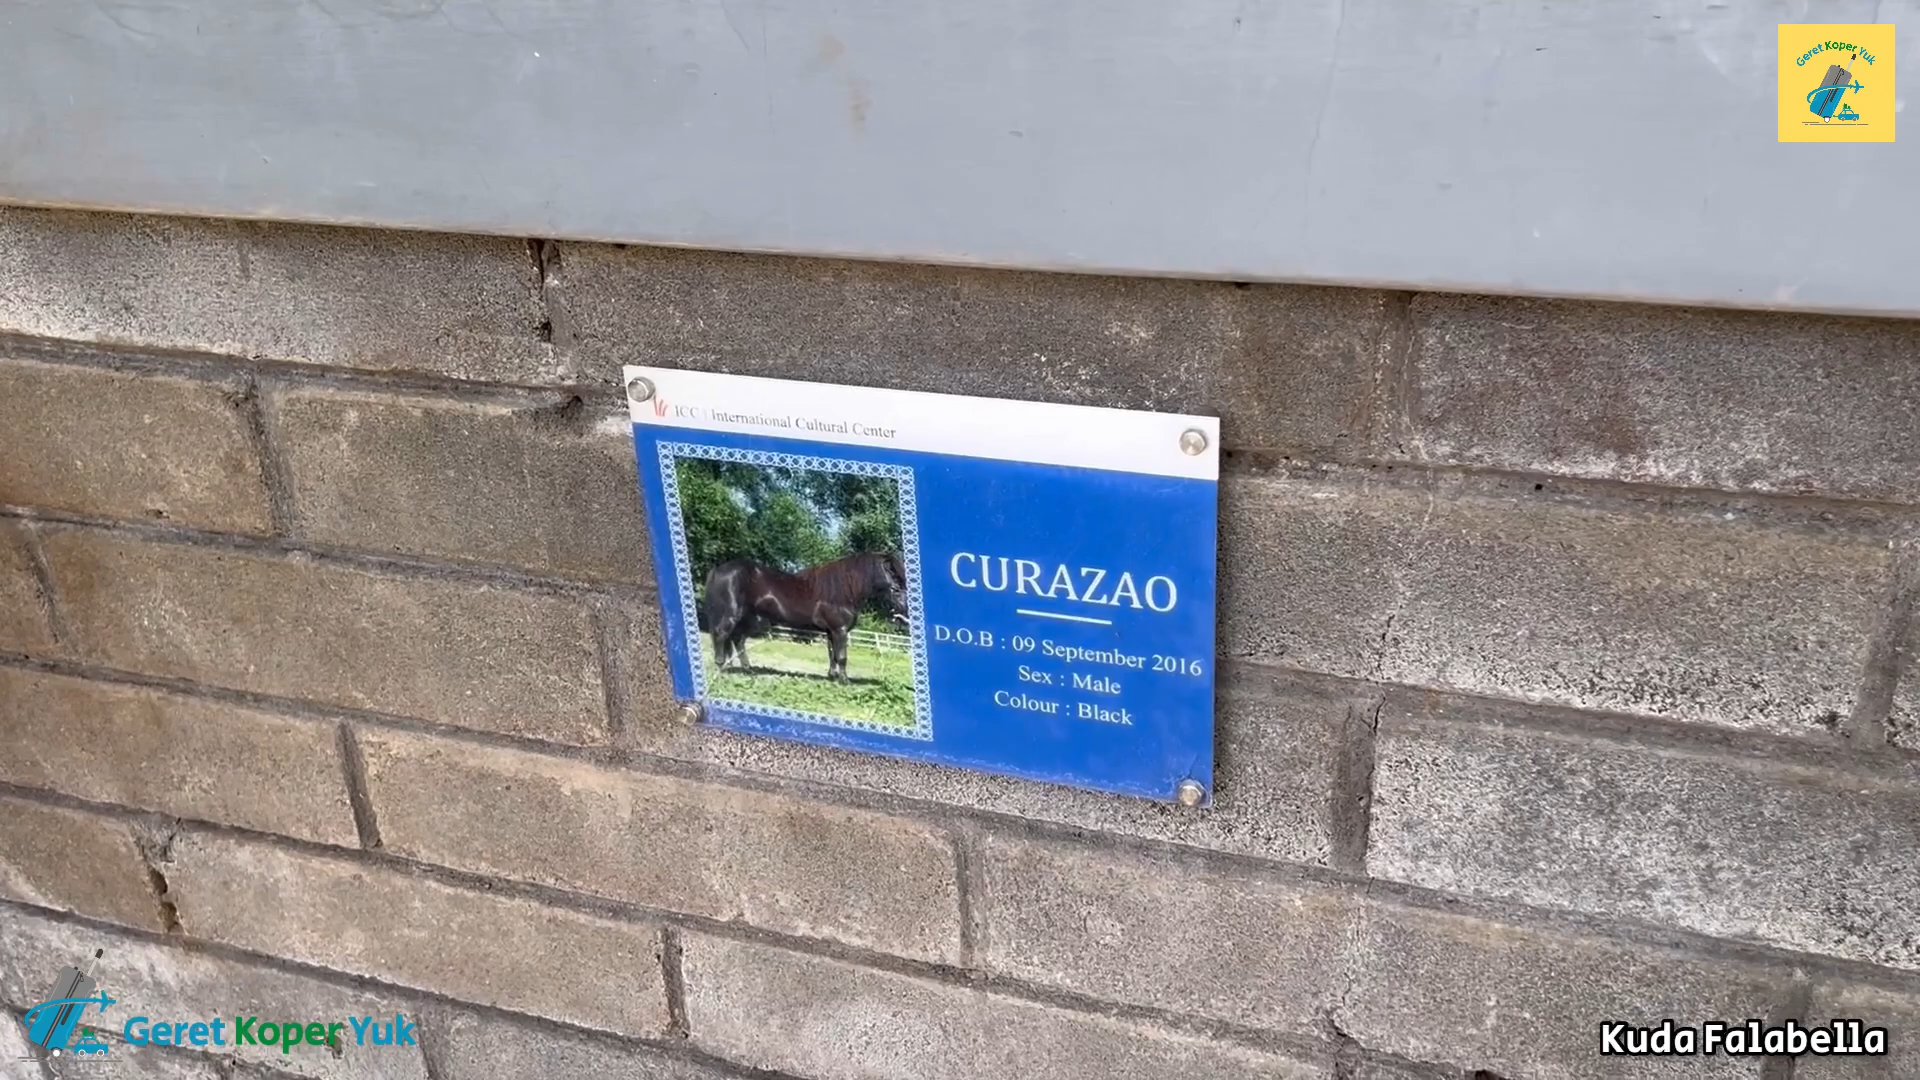 Geret Koper Yuk
ICC | International Cultural Center
CURAZAO
D.O.B : 09 September 2016
Sex : Male
Colour : Black
Geret Koper Yuk
Kuda Falabella